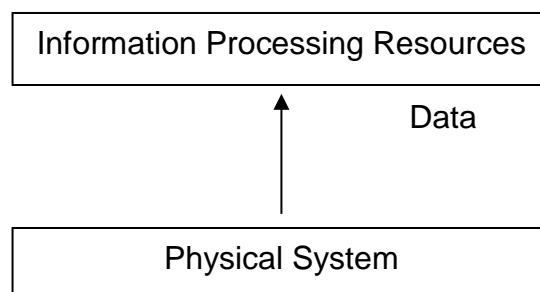 Information Processing Resources
Data
Physical System